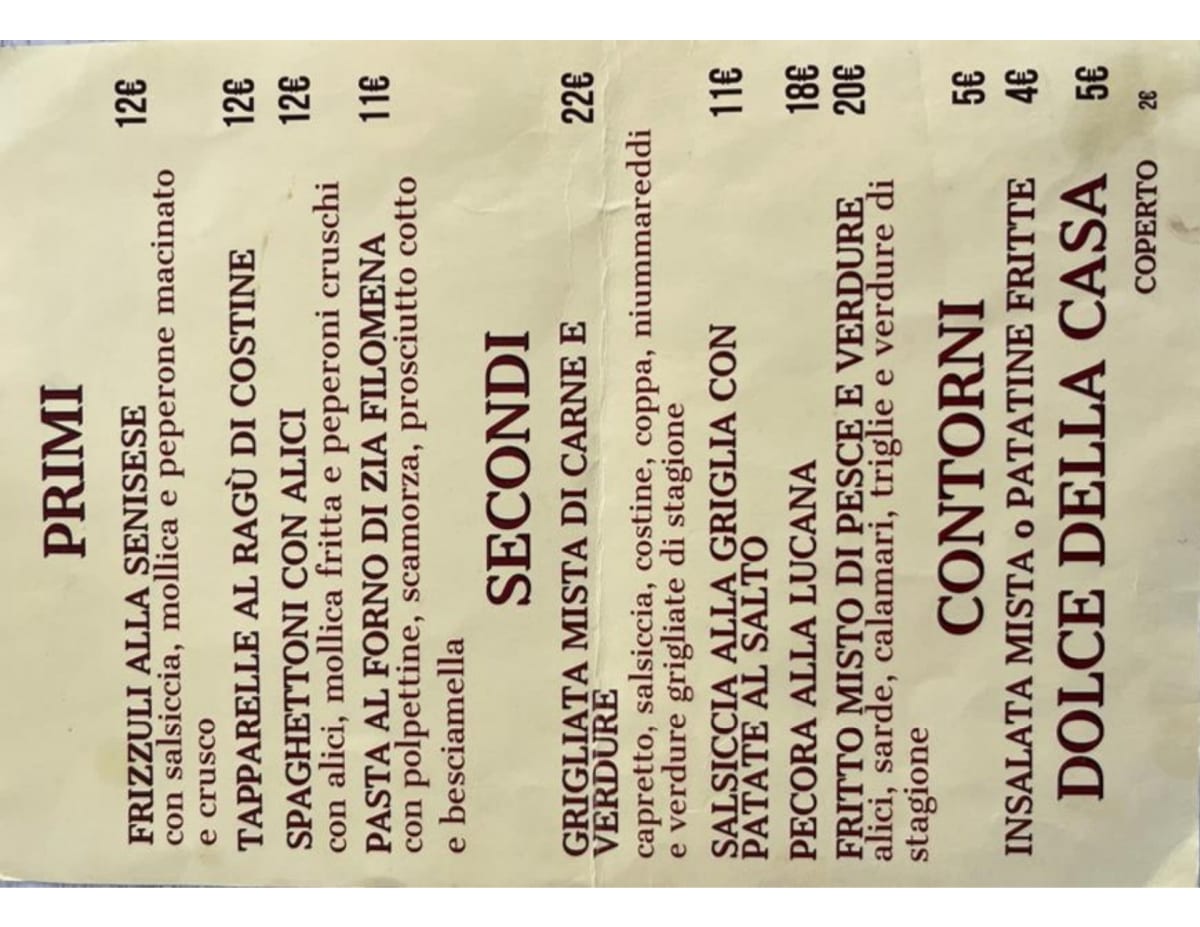 PRIMI
FRIZZULI ALLA SENISESE 12€
con salsiccia, mollica e peperone macinato
e crusco
TAPPARELLE AL RAGÙ DI COSTINE 12€
SPAGHETTONI CON ALICI 12€
con alici, mollica fritta e peperoni cruschi
PASTA AL FORNO DI ZIA FILOMENA 11€
con polpettine, scamorza, prosciutto cotto
e besciamella
SECONDI
GRIGLIATA MISTA DI CARNE E 22€
VERDURE
capretto, salsiccia, costine, coppa, niummareddi
e verdure grigliate di stagione
SALSICCIA ALLA GRIGLIA CON 11€
PATATE AL SALTO
PECORA ALLA LUCANA 18€
FRITTO MISTO DI PESCE E VERDURE 20€
alici, sarde, calamari, triglie e verdure di
stagione
CONTORNI 5€
INSALATA MISTA o PATATINE FRITTE 4€
DOLCE DELLA CASA 5€
COPERTO 2€